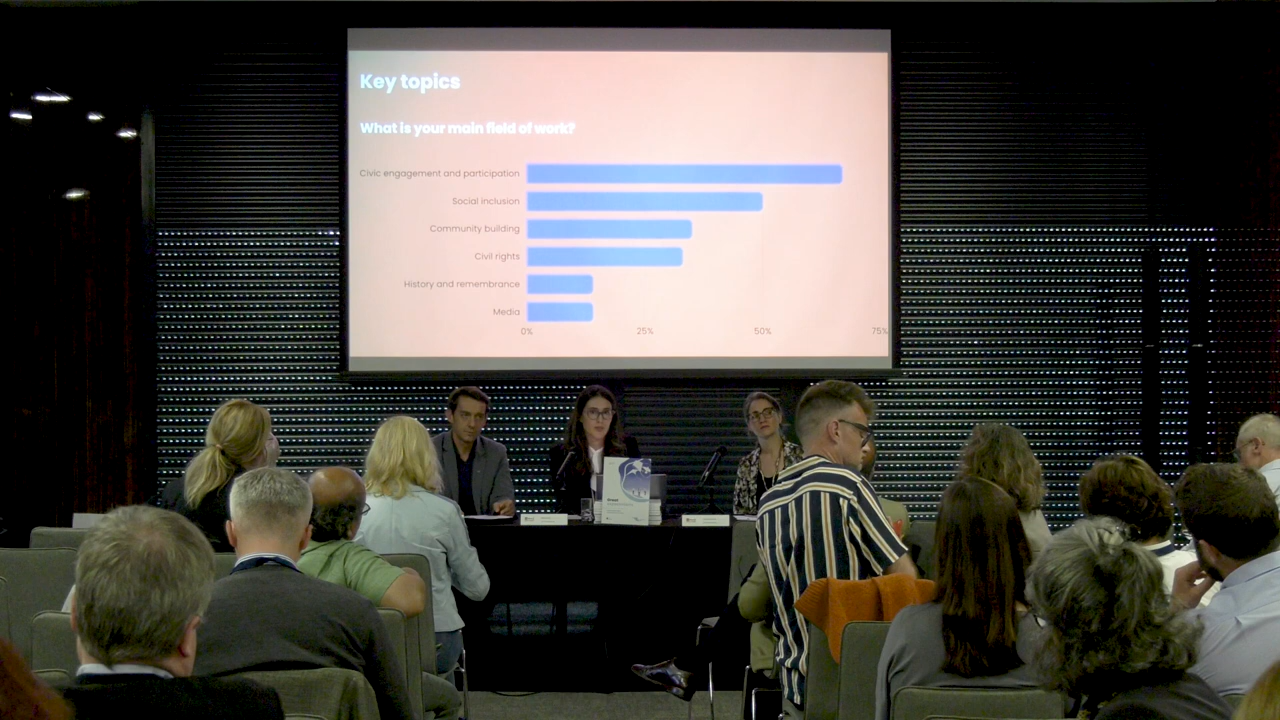 Key topics
What is your main field of work?
Civic engagement and participation
Social inclusion
Community building
Civil rights
History and remembrance
Media
0% 25% 50% 75%